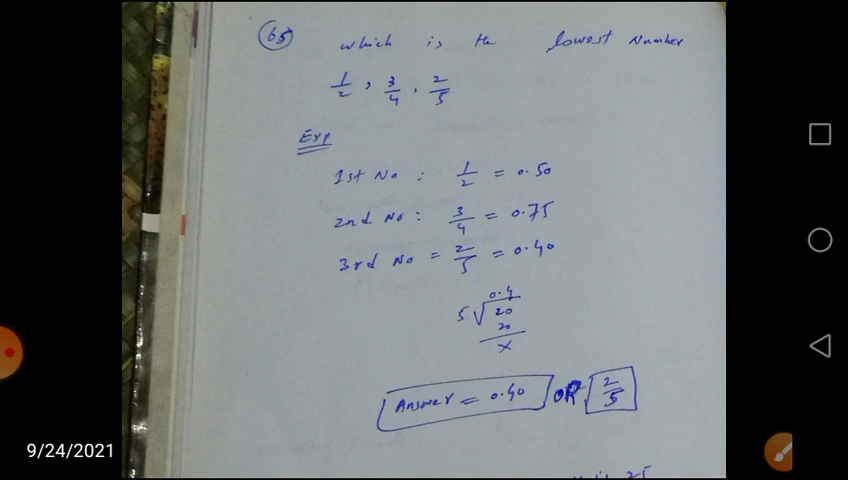 65 which is the lowest Number
1/2, 3/4, 2/5
Exp
1st No : 1/2 = 0.50
2nd No : 3/4 = 0.75
3rd No = 2/5 = 0.40
0.4
5 √ 20
20
x
Answer = 0.40 OR 2/5
9/24/2021